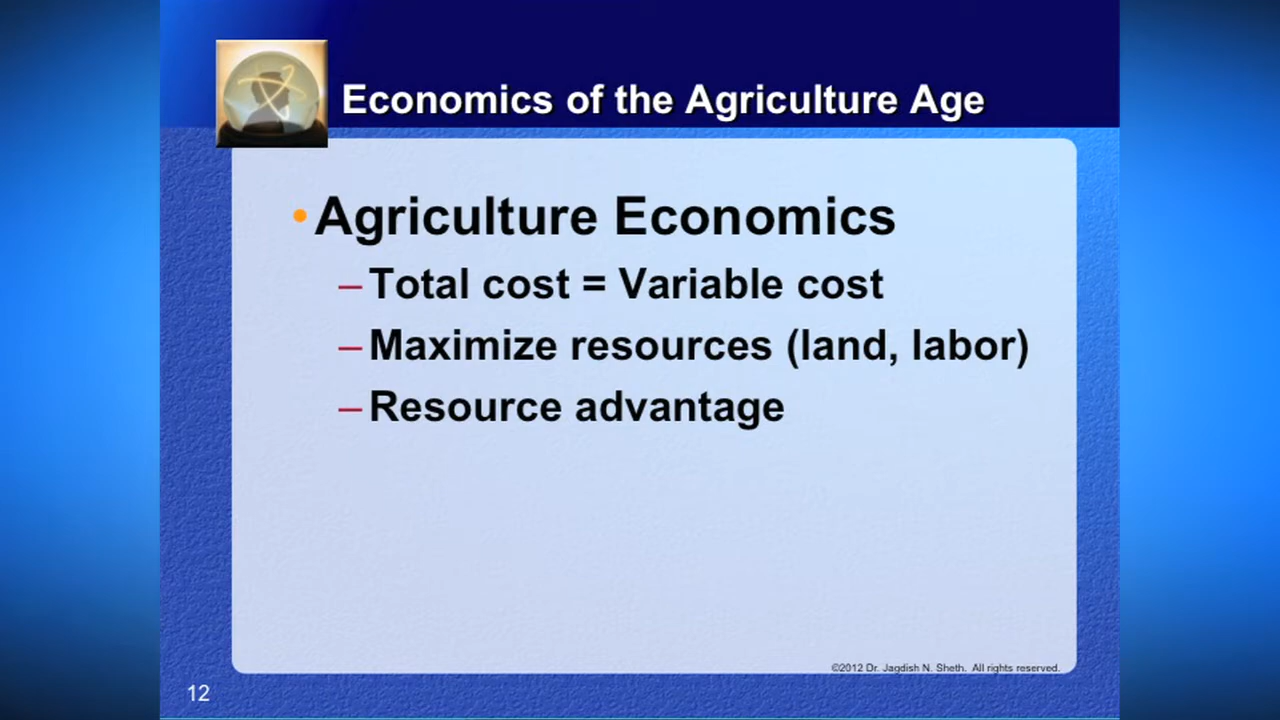 Economics of the Agriculture Age
•Agriculture Economics
–Total cost = Variable cost
–Maximize resources (land, labor)
–Resource advantage
©2012 Dr. Jagdish N. Sheth. All rights reserved.
12